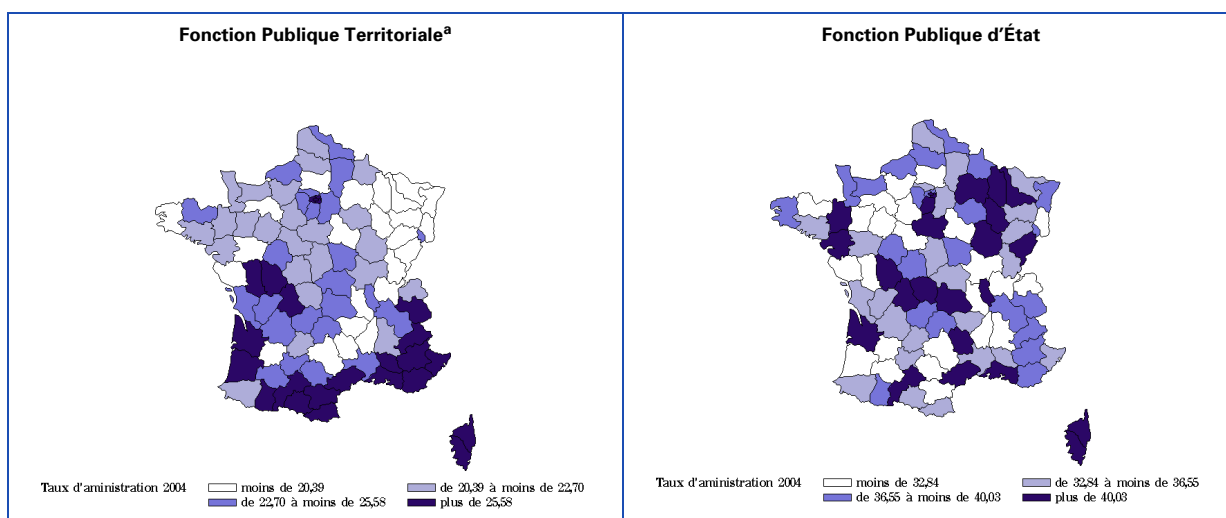 Fonction Publique Territorialeᵃ
Taux d'aministration 2004
moins de 20,39
de 20,39 à moins de 22,70
de 22,70 à moins de 25,58
plus de 25,58
Fonction Publique d'État
Taux d'aministration 2004
moins de 32,84
de 32,84 à moins de 36,55
de 36,55 à moins de 40,03
plus de 40,03